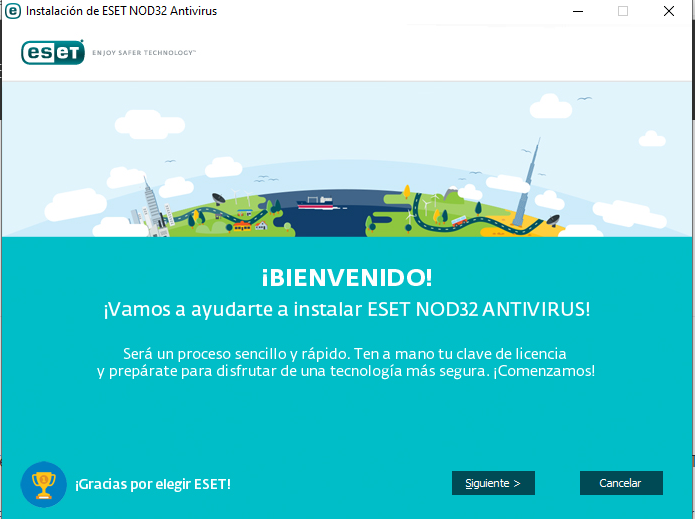 Instalación de ESET NOD32 Antivirus
eseT ENJOY SAFER TECHNOLOGY™
¡BIENVENIDO!
¡Vamos a ayudarte a instalar ESET NOD32 ANTIVIRUS!
Será un proceso sencillo y rápido. Ten a mano tu clave de licencia
y prepárate para disfrutar de una tecnología más segura. ¡Comenzamos!
¡Gracias por elegir ESET!
Siguiente >
Cancelar